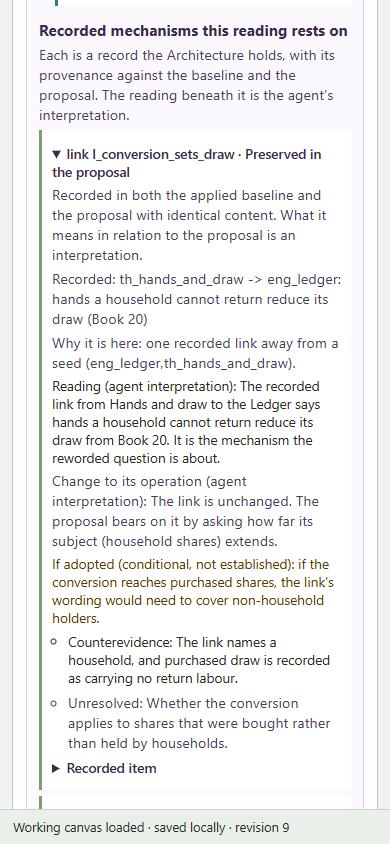 Recorded mechanisms this reading rests on
Each is a record the Architecture holds, with its
provenance against the baseline and the
proposal. The reading beneath it is the agent's
interpretation.
▼ link l_conversion_sets_draw · Preserved in
the proposal
Recorded in both the applied baseline and
the proposal with identical content. What it
means in relation to the proposal is an
interpretation.
Recorded: th_hands_and_draw -> eng_ledger:
hands a household cannot return reduce its
draw (Book 20)
Why it is here: one recorded link away from a
seed (eng_ledger,th_hands_and_draw).
Reading (agent interpretation): The recorded
link from Hands and draw to the Ledger says
hands a household cannot return reduce its
draw from Book 20. It is the mechanism the
reworded question is about.
Change to its operation (agent
interpretation): The link is unchanged. The
proposal bears on it by asking how far its
subject (household shares) extends.
If adopted (conditional, not established): if the
conversion reaches purchased shares, the link's
wording would need to cover non-household
holders.
Counterevidence: The link names a
household, and purchased draw is recorded
as carrying no return labour.
Unresolved: Whether the conversion
applies to shares that were bought rather
than held by households.
▶ Recorded item
Working canvas loaded · saved locally · revision 9